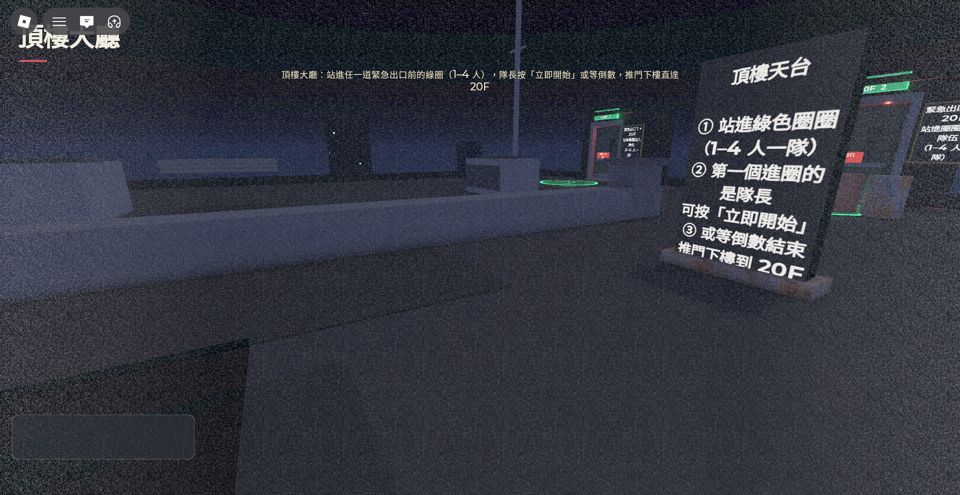 頂樓大廳
頂樓大廳：站進任一道緊急出口前的綠圈（1–4 人），隊長按「立即開始」或等倒數，推門下樓直達
20F
頂樓天台
① 站進綠色圈圈
（1–4 人一隊）
② 第一個進圈的
是隊長
可按「立即開始」
③ 或等倒數結束
推門下樓到 20F